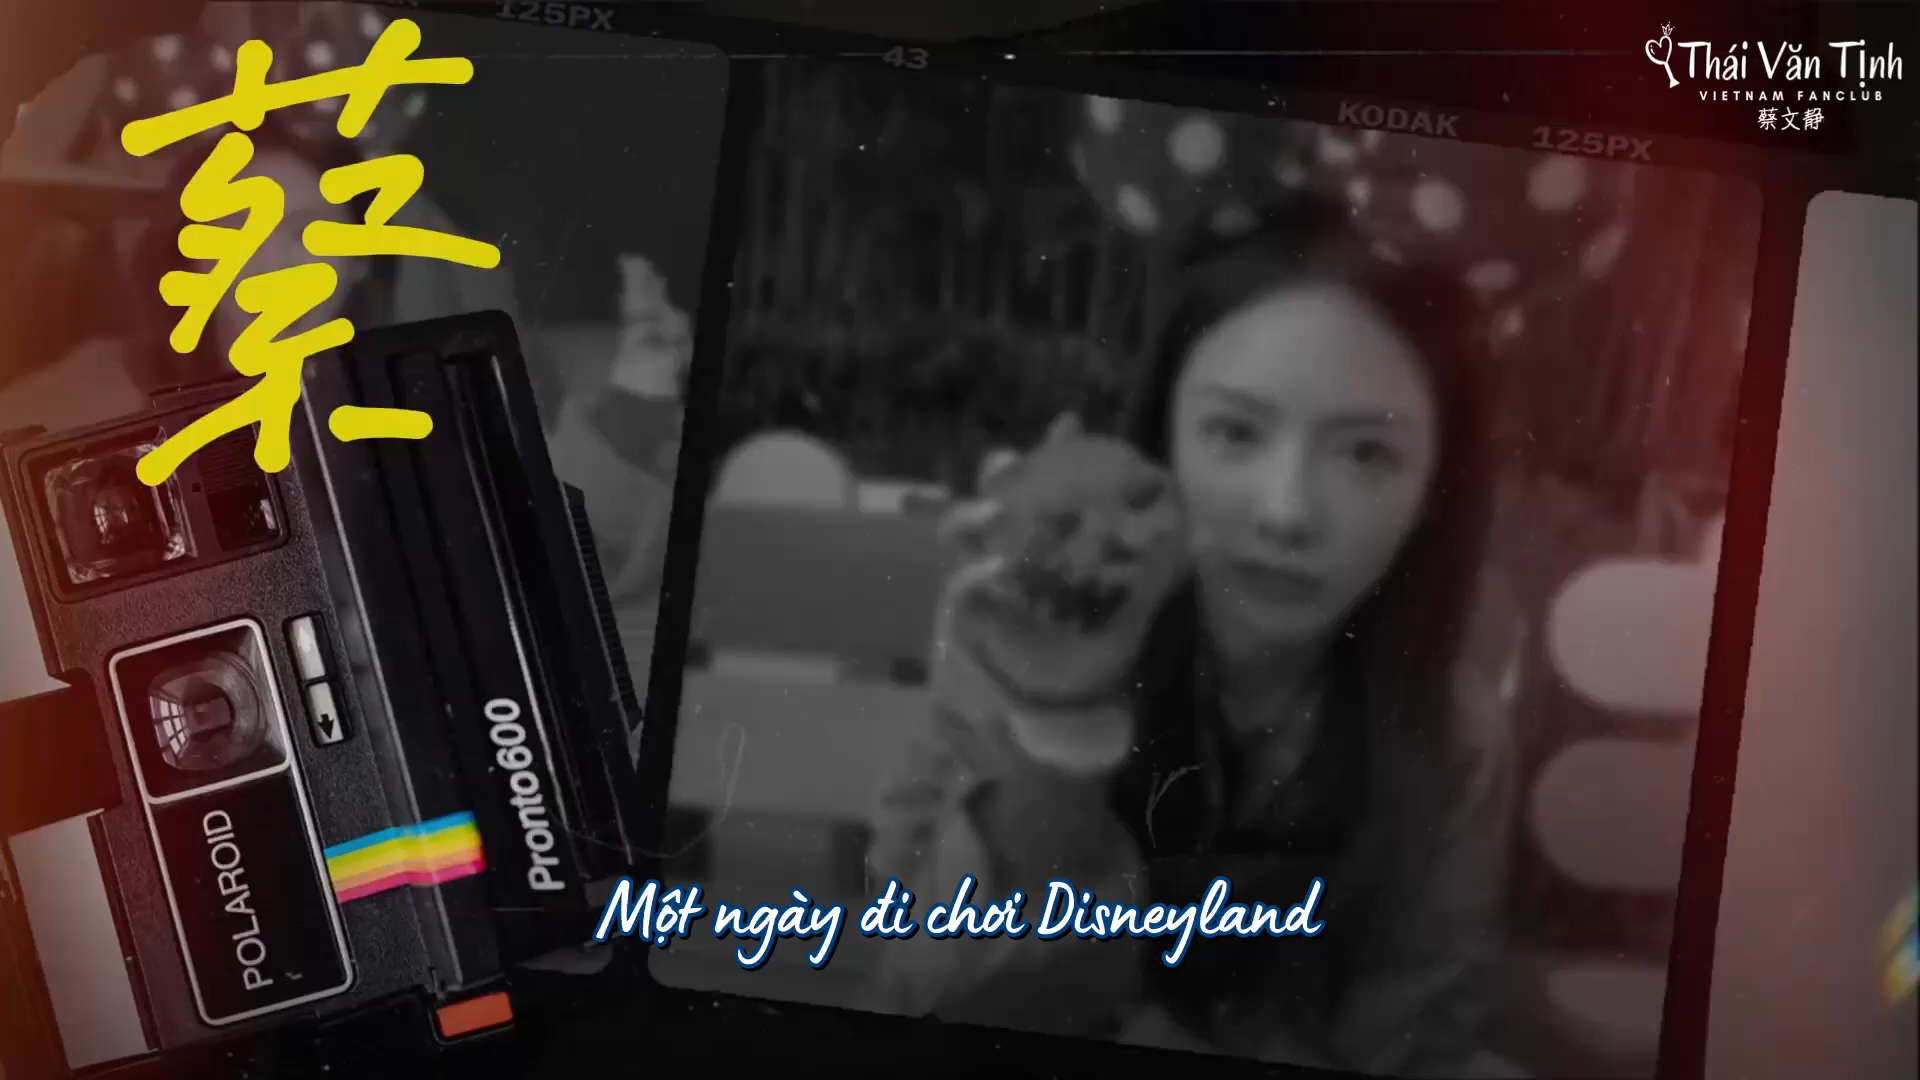 125PX
43
KODAK
125PX
Thái Văn Tịnh
VIETNAM FANCLUB
蔡文静
蔡
POLAROID
Pronto600
Một ngày đi chơi Disneyland